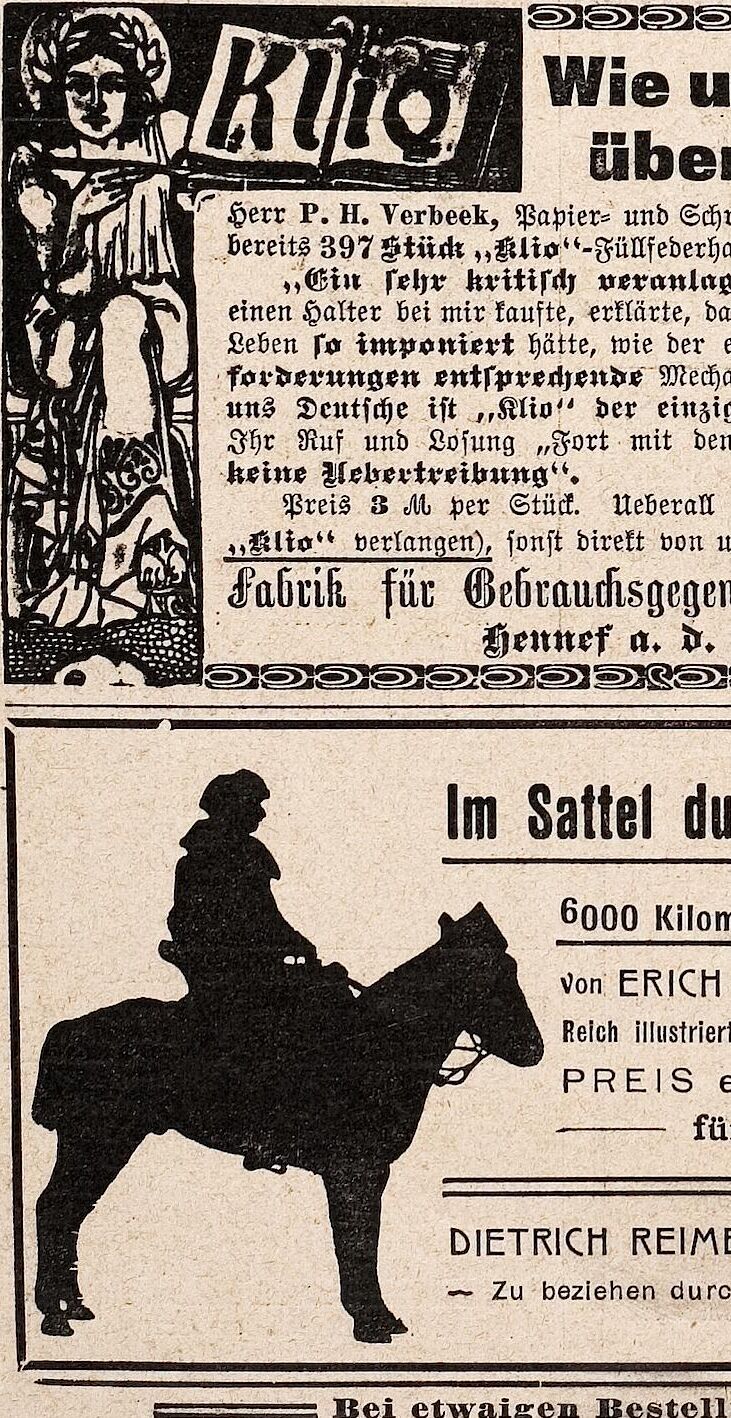 Klio
Wie u
über
Herr P. H. Verbeek, Papier= und Schr
bereits 397 Stück „Klio“-Füllfederha
„Ein sehr kritisch veranlag
einen Halter bei mir kaufte, erklärte, da
Leben so imponiert hätte, wie der e
forderungen entsprechende Mecha
uns Deutsche ist „Klio“ der einzig
Ihr Ruf und Losung „Fort mit den
keine Uebertreibung“.
Preis 3 M per Stück. Ueberall
„Klio“ verlangen), sonst direkt von u
Fabrik für Gebrauchsgegen
Hennef a. d.
Im Sattel du
6000 Kilom
von ERICH
Reich illustriert
PREIS e
fü
DIETRICH REIME
~ Zu beziehen durc
Bei etwaigen Bestell